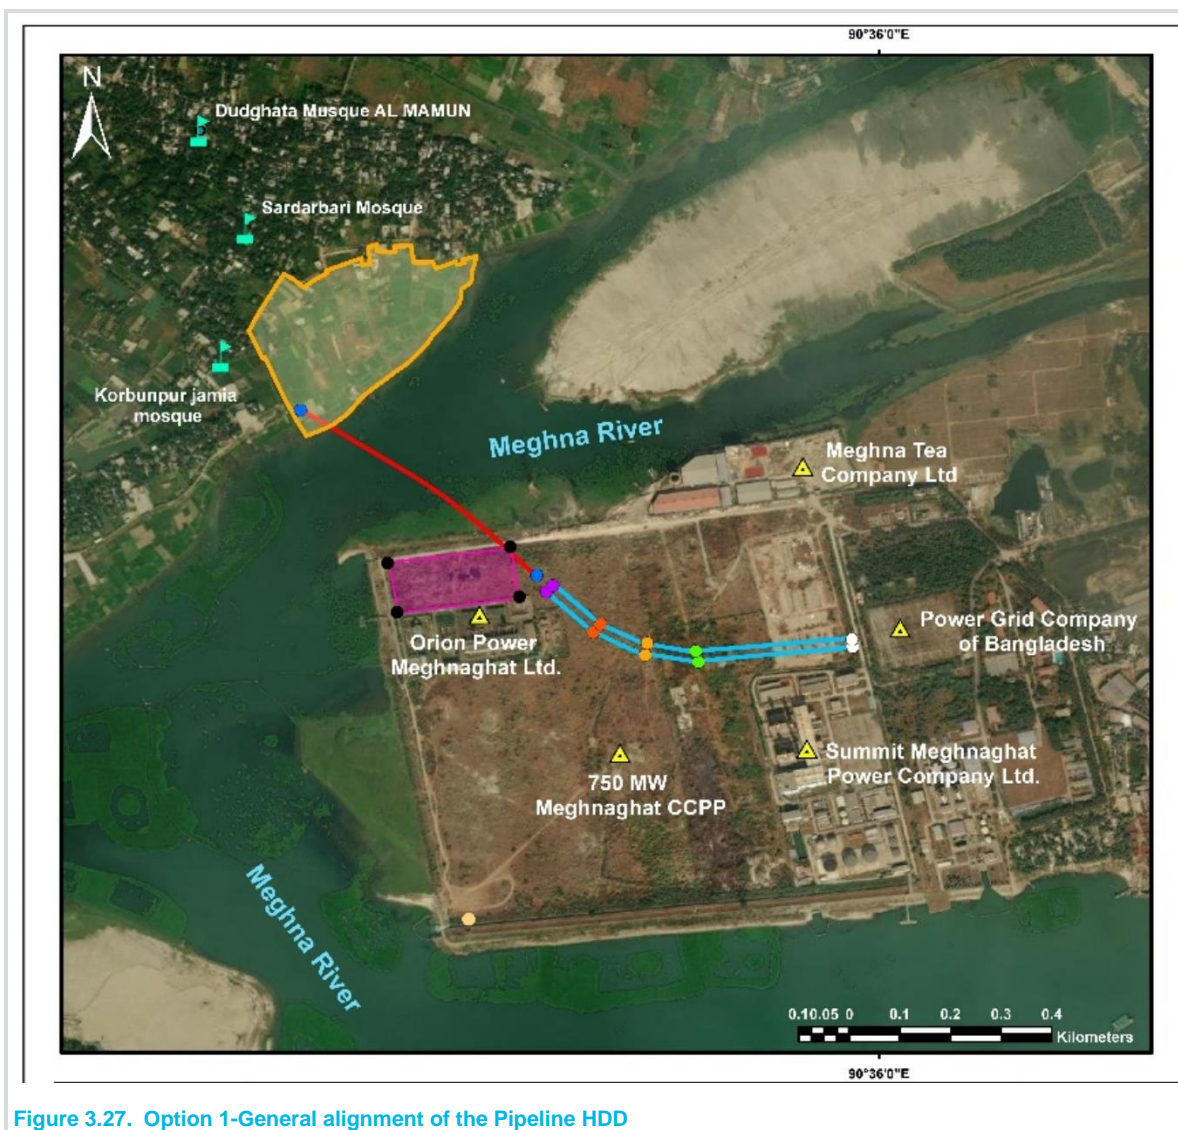 90°36'0"E
N
Dudghata Musque AL MAMUN
Sardarbari Mosque
Korbunpur jamia
mosque
Meghna River
Meghna Tea
Company Ltd
Orion Power
Meghnaghat Ltd.
Power Grid Company
of Bangladesh
750 MW
Meghnaghat CCPP
Summit Meghnaghat
Power Company Ltd.
Meghna River
0.10.05 0 0.1 0.2 0.3 0.4
Kilometers
90°36'0"E
Figure 3.27. Option 1-General alignment of the Pipeline HDD